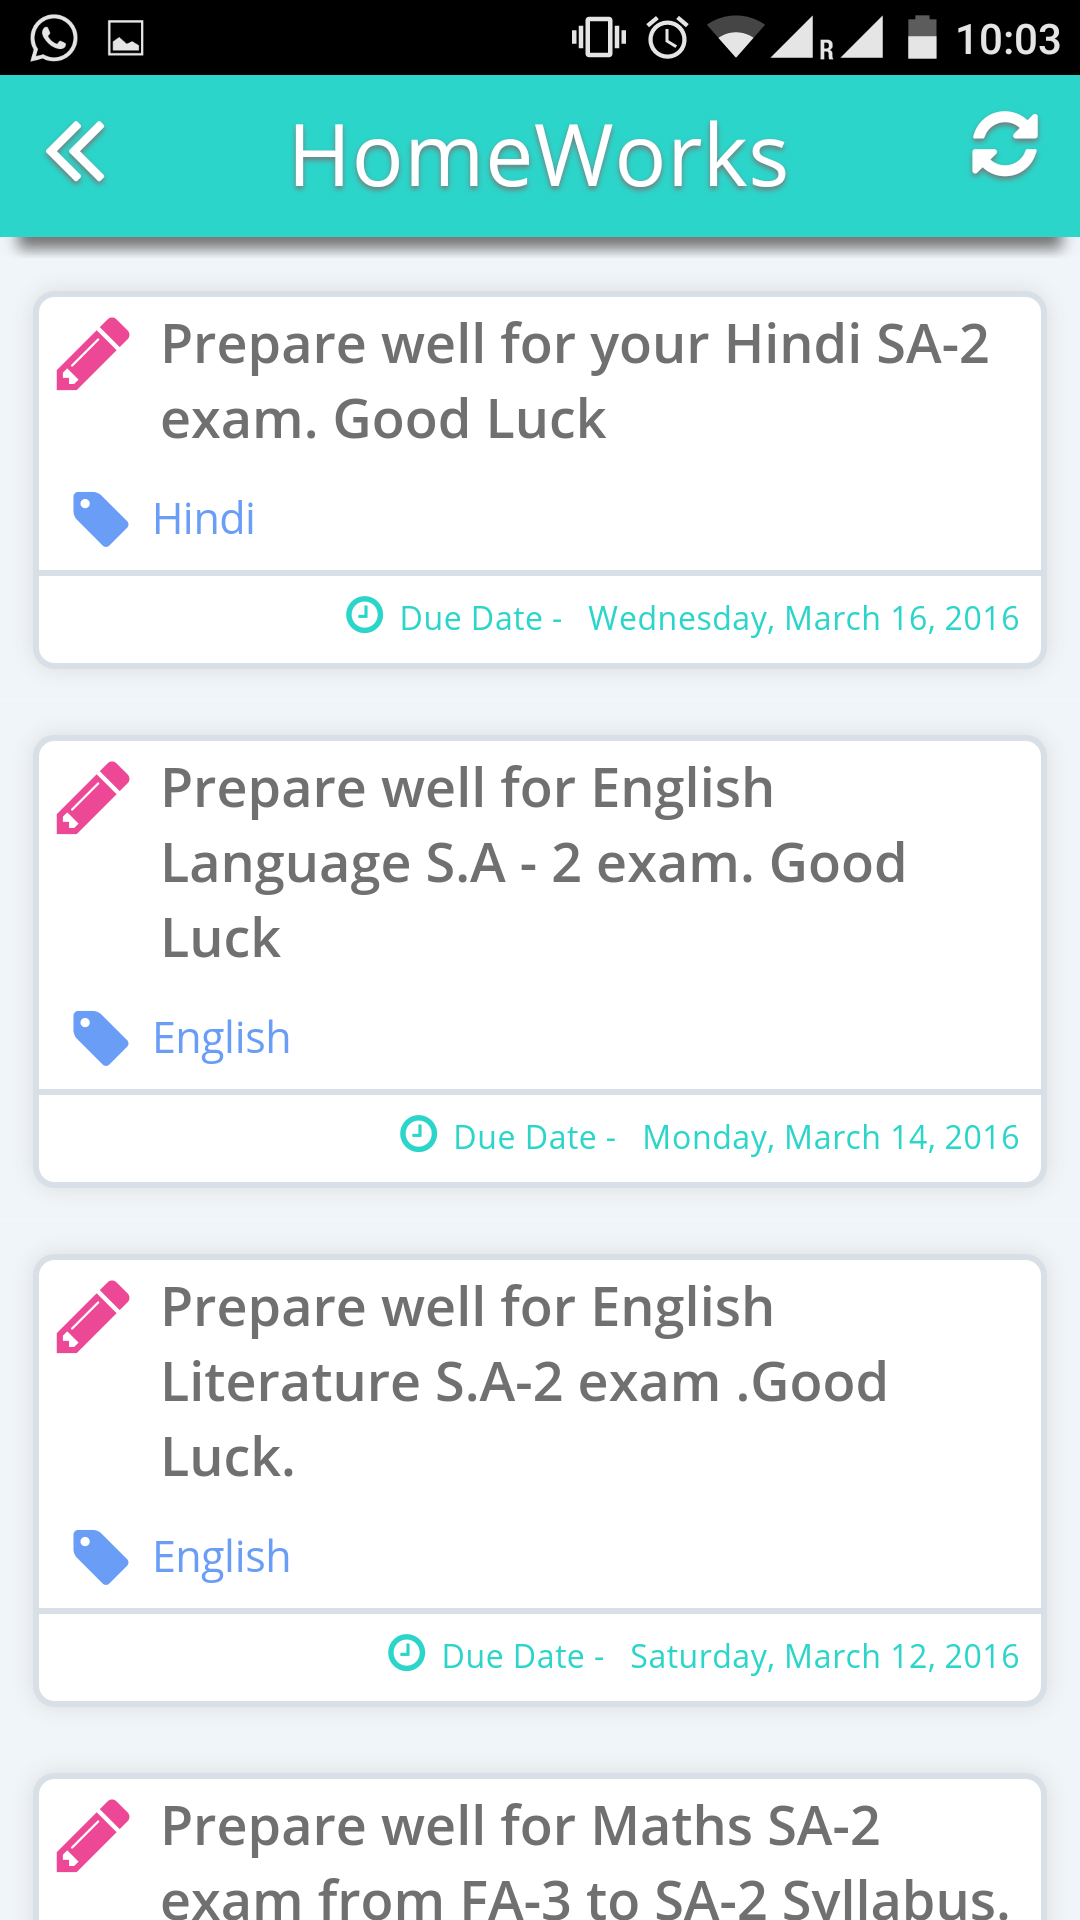 R 10:03
HomeWorks
Prepare well for your Hindi SA-2
exam. Good Luck
Hindi
Due Date - Wednesday, March 16, 2016
Prepare well for English
Language S.A - 2 exam. Good
Luck
English
Due Date - Monday, March 14, 2016
Prepare well for English
Literature S.A-2 exam .Good
Luck.
English
Due Date - Saturday, March 12, 2016
Prepare well for Maths SA-2
exam from FA-3 to SA-2 Syllabus.